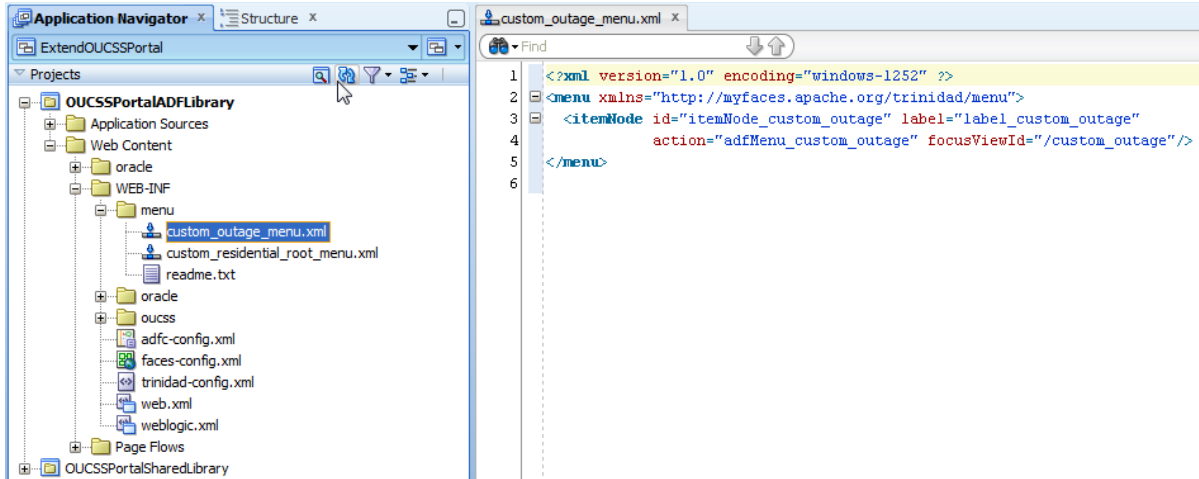 Application Navigator x Structure x
ExtendOUCSSPortal
Projects
OUCSSPortalADFLibrary
Application Sources
Web Content
oracle
WEB-INF
menu
custom_outage_menu.xml
custom_residential_root_menu.xml
readme.txt
oracle
oucss
adfc-config.xml
faces-config.xml
trinidad-config.xml
web.xml
weblogic.xml
Page Flows
OUCSSPortalSharedLibrary
custom_outage_menu.xml x
Find
1 <?xml version="1.0" encoding="windows-1252" ?>
2 <menu xmlns="http://myfaces.apache.org/trinidad/menu">
3 <itemNode id="itemNode_custom_outage" label="label_custom_outage"
4 action="adfMenu_custom_outage" focusViewId="/custom_outage"/>
5 </menu>
6